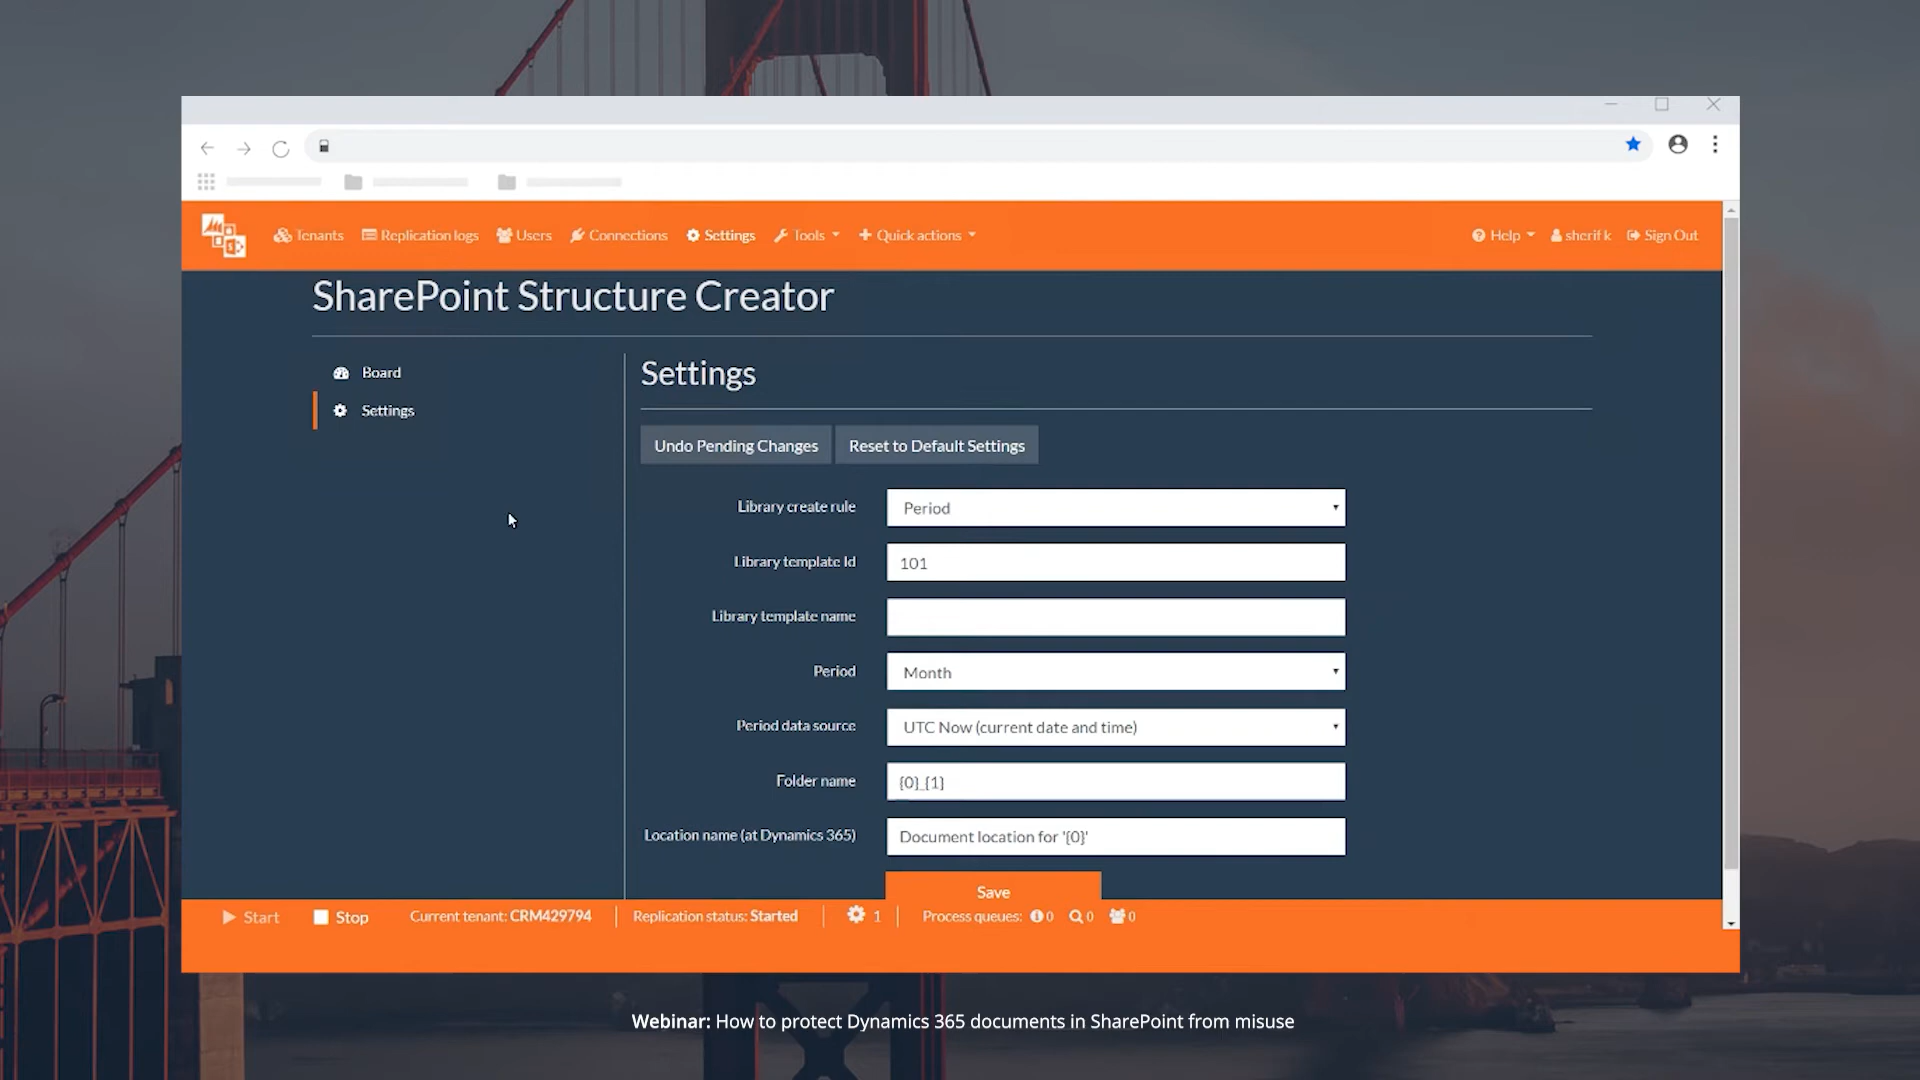 Tenants Replication logs Users Connections Settings Tools Quick actions Help sherif k Sign Out
SharePoint Structure Creator
Board
Settings
Settings
Undo Pending Changes Reset to Default Settings
Library create rule Period
Library template Id 101
Library template name
Period Month
Period data source UTC Now (current date and time)
Folder name {0}_{1}
Location name (at Dynamics 365) Document location for '{0}'
Save
Start Stop Current tenant: CRM429794 Replication status: Started 1 Process queues: 0 0 0
Webinar: How to protect Dynamics 365 documents in SharePoint from misuse